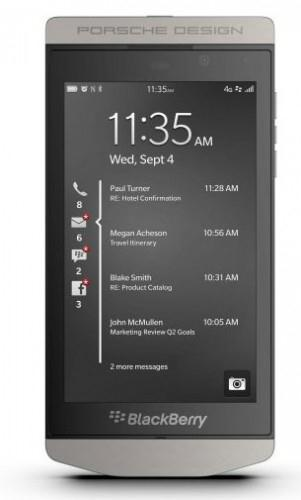 PORSCHE DESIGN
11:35AM 4G
11:35 AM
Wed, Sept 4
8
6
2
3
Paul Turner 11:28 AM
RE: Hotel Confirmation
Megan Acheson 10:56 AM
Travel Itinerary
Blake Smith 10:31 AM
RE: Product Catalog
John McMullen 10:05 AM
Marketing Review Q2 Goals
2 more messages
BlackBerry